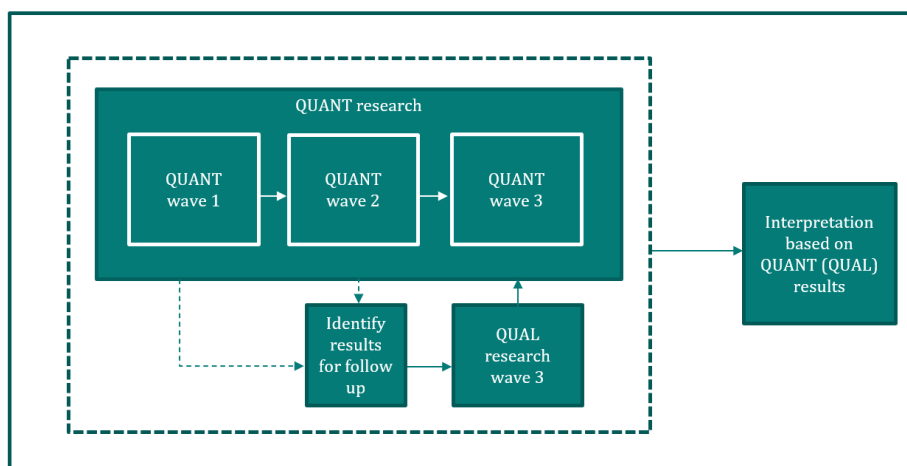 QUANT research
QUANT
wave 1
QUANT
wave 2
QUANT
wave 3
Identify
results
for follow
up
QUAL
research
wave 3
Interpretation
based on
QUANT (QUAL)
results